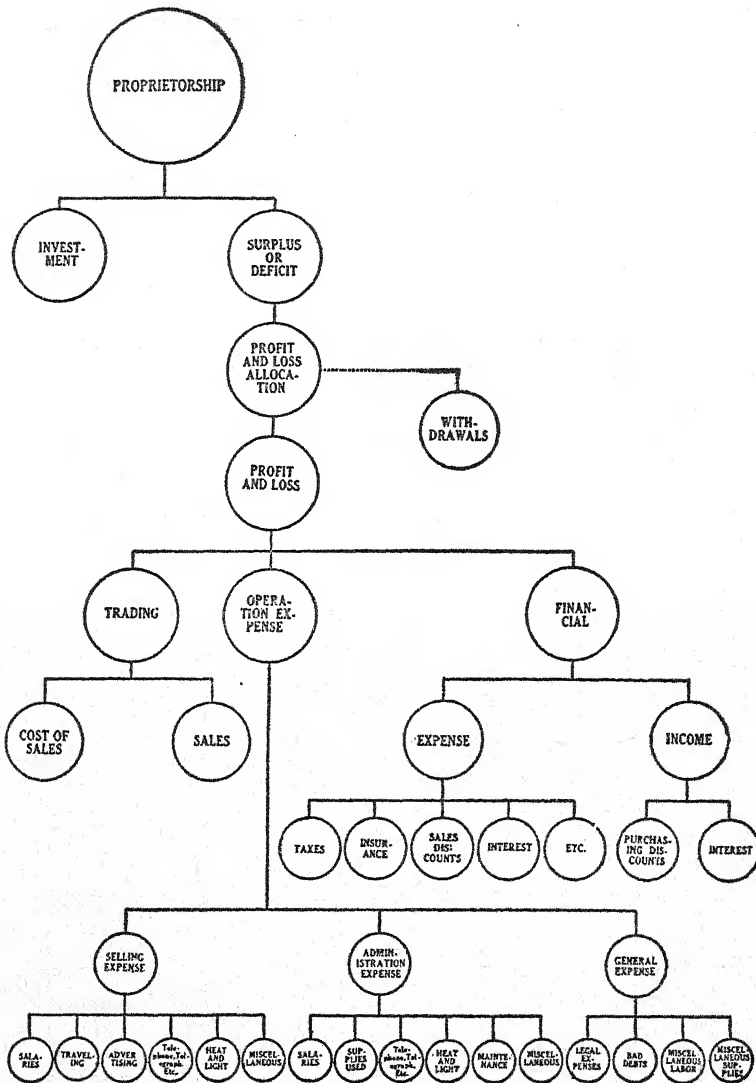 PROPRIETORSHIP
INVEST-
MENT
SURPLUS
OR
DEFICIT
PROFIT
AND LOSS
ALLOCA-
TION
WITH-
DRAWALS
PROFIT
AND LOSS
TRADING
OPERA-
TION EX-
PENSE
FINAN-
CIAL
COST OF
SALES
SALES
EXPENSE
INCOME
TAXES
INSUR-
ANCE
SALES
DIS-
COUNTS
INTEREST
ETC.
PURCHAS-
ING DIS-
COUNTS
INTEREST
SELLING
EXPENSE
ADMIN-
ISTRATION
EXPENSE
GENERAL
EXPENSE
SALA-
RIES
TRAVEL-
ING
ADVER
TISING
Tele-
phone, Tel-
egraph,
Etc.
HEAT
AND
LIGHT
MISCEL-
LANEOUS
SALA-
RIES
SUP-
PLIES
USED
Tele-
phone, Tel-
egraph,
Etc.
HEAT
AND
LIGHT
MAINTE-
NANCE
MISCEL-
LANEOUS
LEGAL
EX-
PENSES
BAD
DEBTS
MISCEL
LANEOUS
LABOR
MISCEL
LANEOUS
SUP-
PLIES